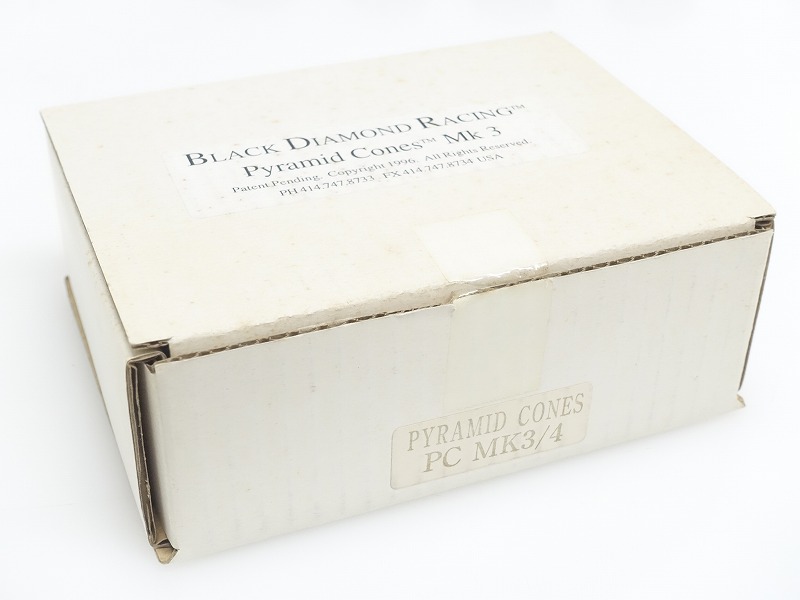 BLACK DIAMOND RACING™
Pyramid Cones™ Mk 3
Patent Pending. Copyright 1996. All Rights Reserved
PH 414.747.8733 FX 414.747.8734 USA
PYRAMID CONES
PC MK3/4